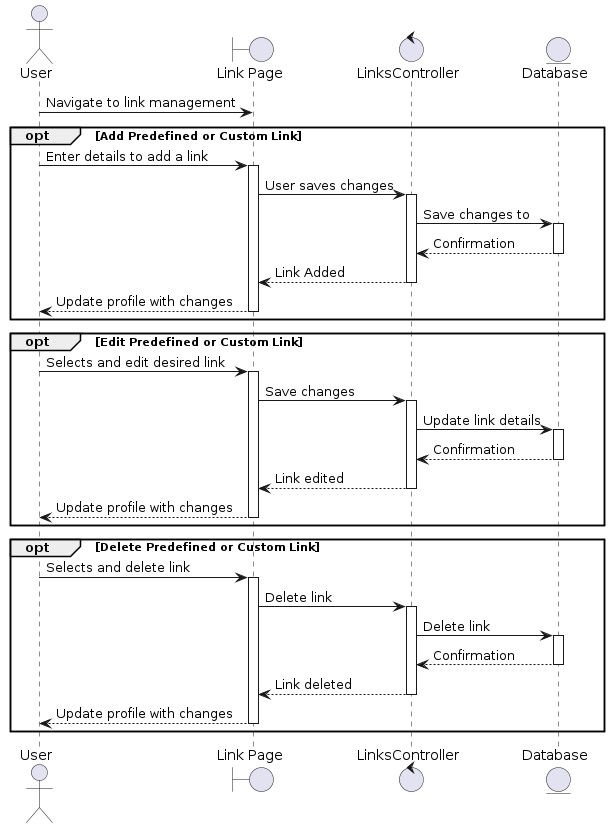 User
Link Page
LinksController
Database
Navigate to link management
opt
[Add Predefined or Custom Link]
Enter details to add a link
User saves changes
Save changes to
Confirmation
Link Added
Update profile with changes
opt
[Edit Predefined or Custom Link]
Selects and edit desired link
Save changes
Update link details
Confirmation
Link edited
Update profile with changes
opt
[Delete Predefined or Custom Link]
Selects and delete link
Delete link
Delete link
Confirmation
Link deleted
Update profile with changes
User
Link Page
LinksController
Database